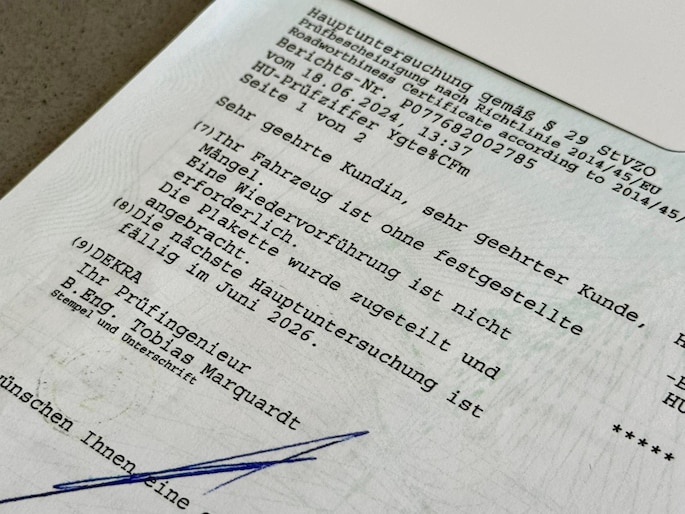 Hauptuntersuchung gemäß § 29 StVZO
Prüfbescheinigung nach Richtlinie 2014/45/EU
Roadworthiness Certificate according to 2014/45/
Berichts-Nr. P077682002785
vom 18.06.2024, 13:37
HU-Prüfziffer Ygte%CFm
Seite 1 von 2
Sehr geehrte Kundin, sehr geehrter Kunde,
(7)Ihr Fahrzeug ist ohne festgestellte
Mängel.
Eine Wiedervorführung ist nicht
erforderlich.
Die Plakette wurde zugeteilt und
angebracht.
(8)Die nächste Hauptuntersuchung ist
fällig im Juni 2026.
(9)DEKRA
Ihr Prüfingenieur
B.Eng. Tobias Marquardt
Stempel und Unterschrift
wünschen Ihnen eine
*****